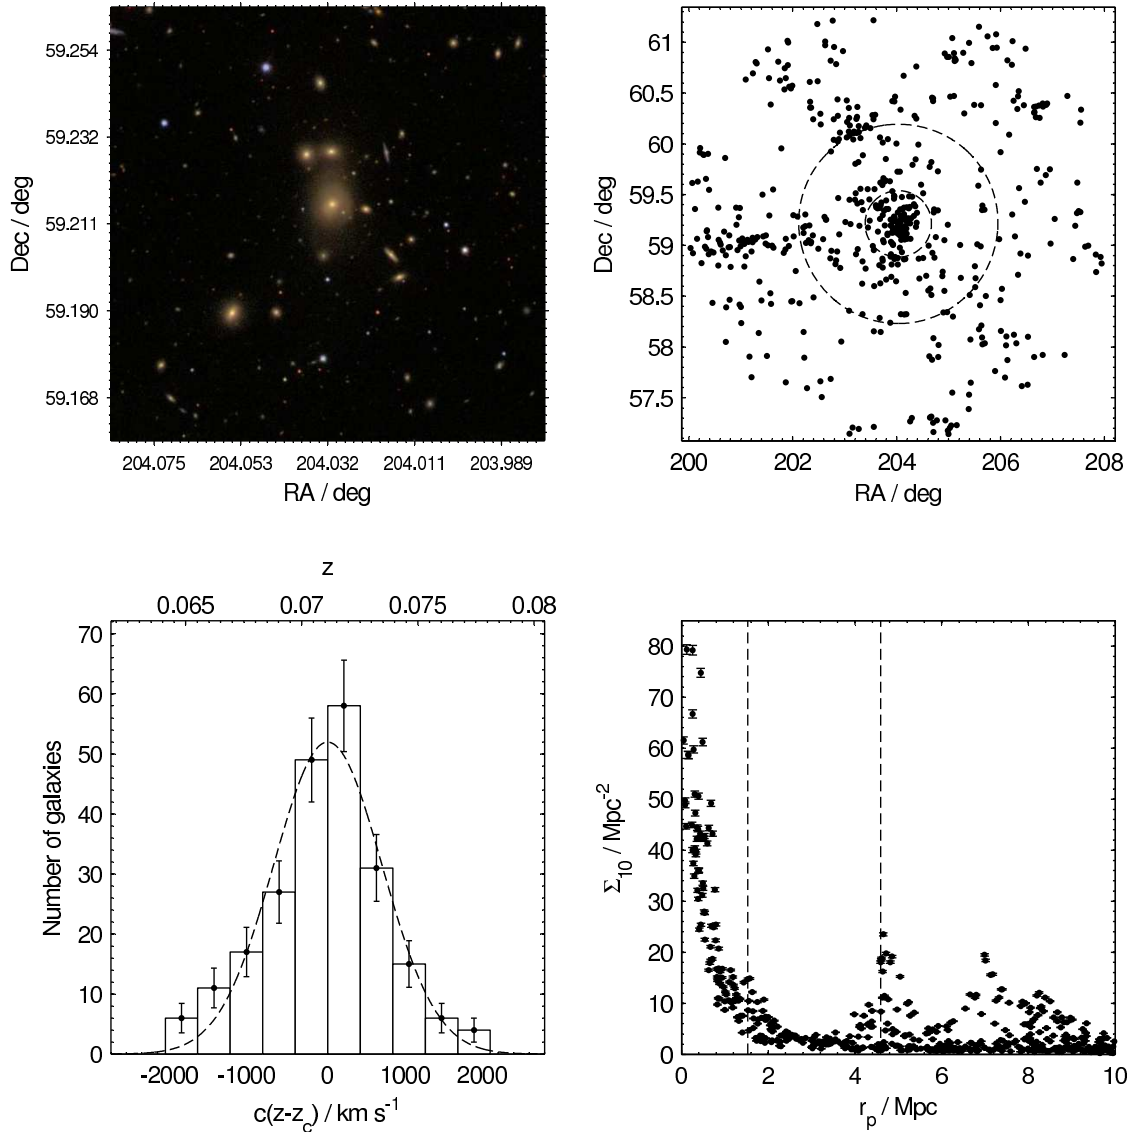 59.254
59.232
59.211
59.190
59.168
Dec / deg
204.075 204.053 204.032 204.011 203.989
RA / deg
61
60.5
60
59.5
59
58.5
58
57.5
Dec / deg
200 202 204 206 208
RA / deg
z
0.065 0.07 0.075 0.08
70
60
50
40
30
20
10
0
Number of galaxies
-2000 -1000 0 1000 2000
c(z-z_c) / km s^-1
80
70
60
50
40
30
20
10
0
Σ_10 / Mpc^-2
0 2 4 6 8 10
r_p / Mpc